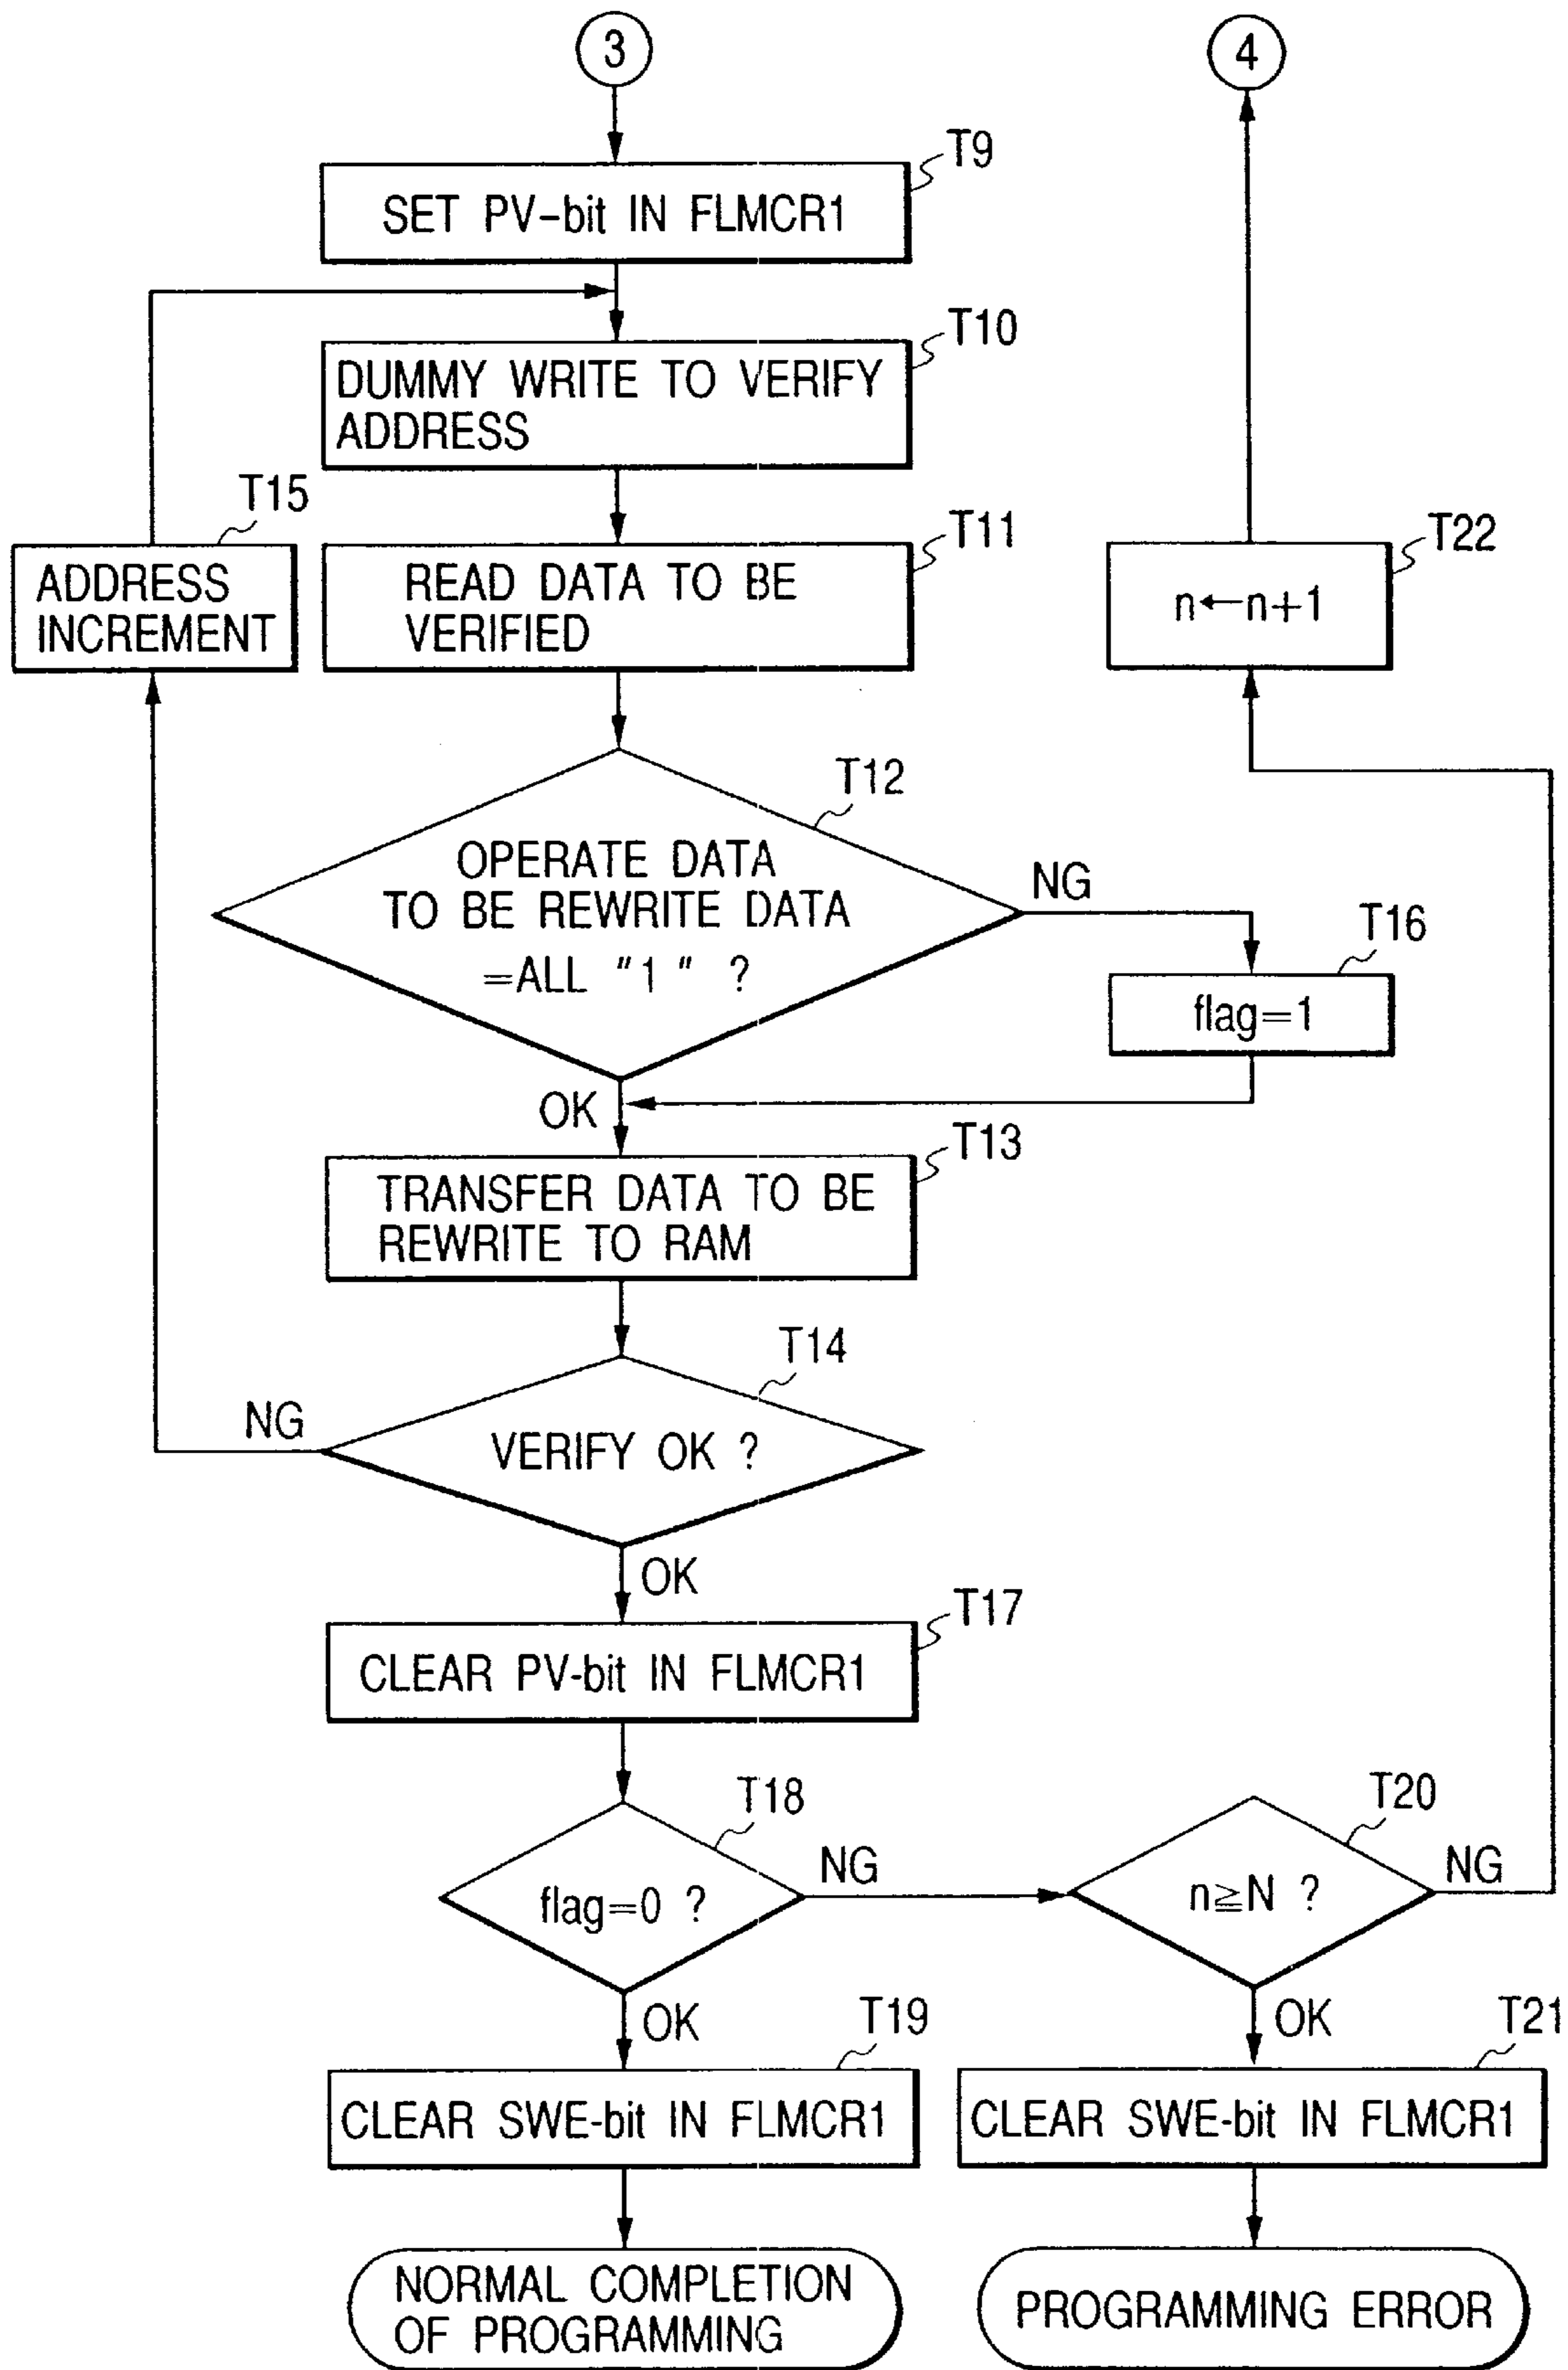 3
4
T9
SET PV-bit IN FLMCR1
T10
DUMMY WRITE TO VERIFY
ADDRESS
T15
ADDRESS
INCREMENT
T11
READ DATA TO BE
VERIFIED
T22
n←n+1
T12
OPERATE DATA
TO BE REWRITE DATA
=ALL "1" ?
NG
T16
flag=1
OK
T13
TRANSFER DATA TO BE
REWRITE TO RAM
T14
NG
VERIFY OK ?
OK
T17
CLEAR PV-bit IN FLMCR1
T18
flag=0 ?
NG
T20
n≧N ?
NG
OK
T19
CLEAR SWE-bit IN FLMCR1
OK
T21
CLEAR SWE-bit IN FLMCR1
NORMAL COMPLETION
OF PROGRAMMING
PROGRAMMING ERROR